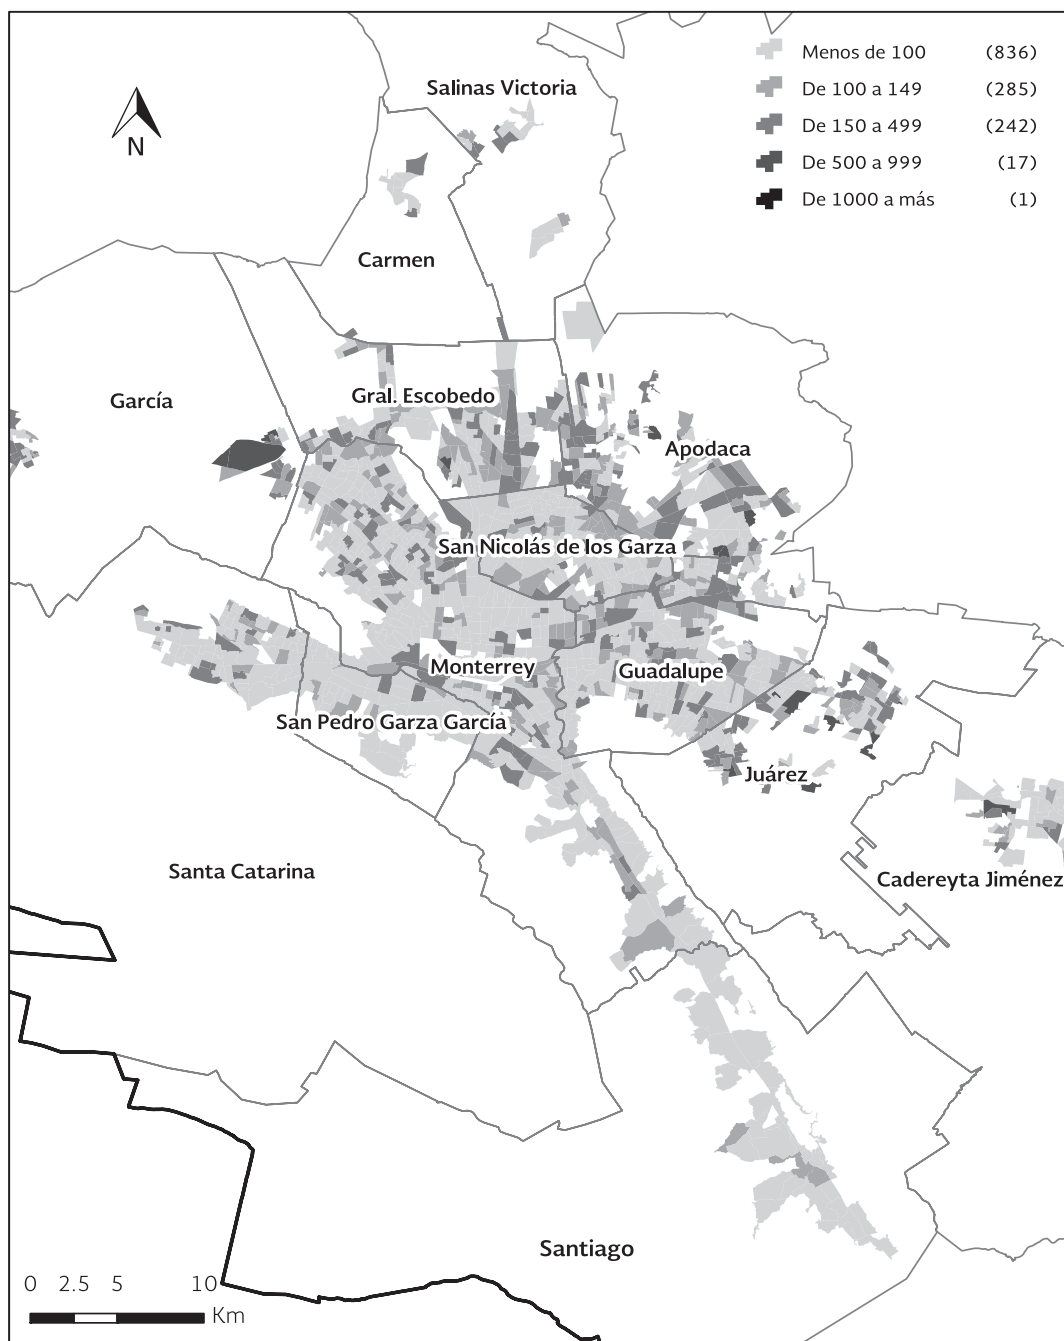 Menos de 100 (836)
De 100 a 149 (285)
De 150 a 499 (242)
De 500 a 999 (17)
De 1000 a más (1)
N
Salinas Victoria
Carmen
García
Gral. Escobedo
Apodaca
San Nicolás de los Garza
Monterrey
Guadalupe
San Pedro Garza García
Juárez
Santa Catarina
Cadereyta Jiménez
Santiago
0 2.5 5 10
Km